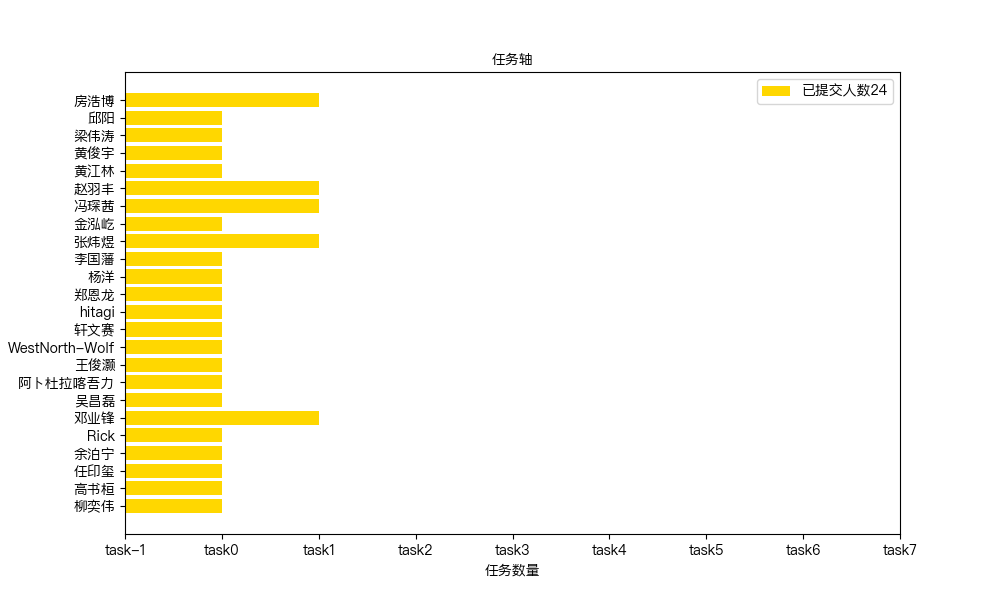 任务轴
已提交人数24
房浩博
邱阳
梁伟涛
黄俊宇
黄江林
赵羽丰
冯琛茜
金泓屹
张炜煜
李国藩
杨洋
郑恩龙
hitagi
轩文赛
WestNorth-Wolf
王俊灏
阿卜杜拉喀吾力
吴昌磊
邓业锋
Rick
余泊宁
任印玺
高书桓
柳奕伟
task-1 task0 task1 task2 task3 task4 task5 task6 task7
任务数量